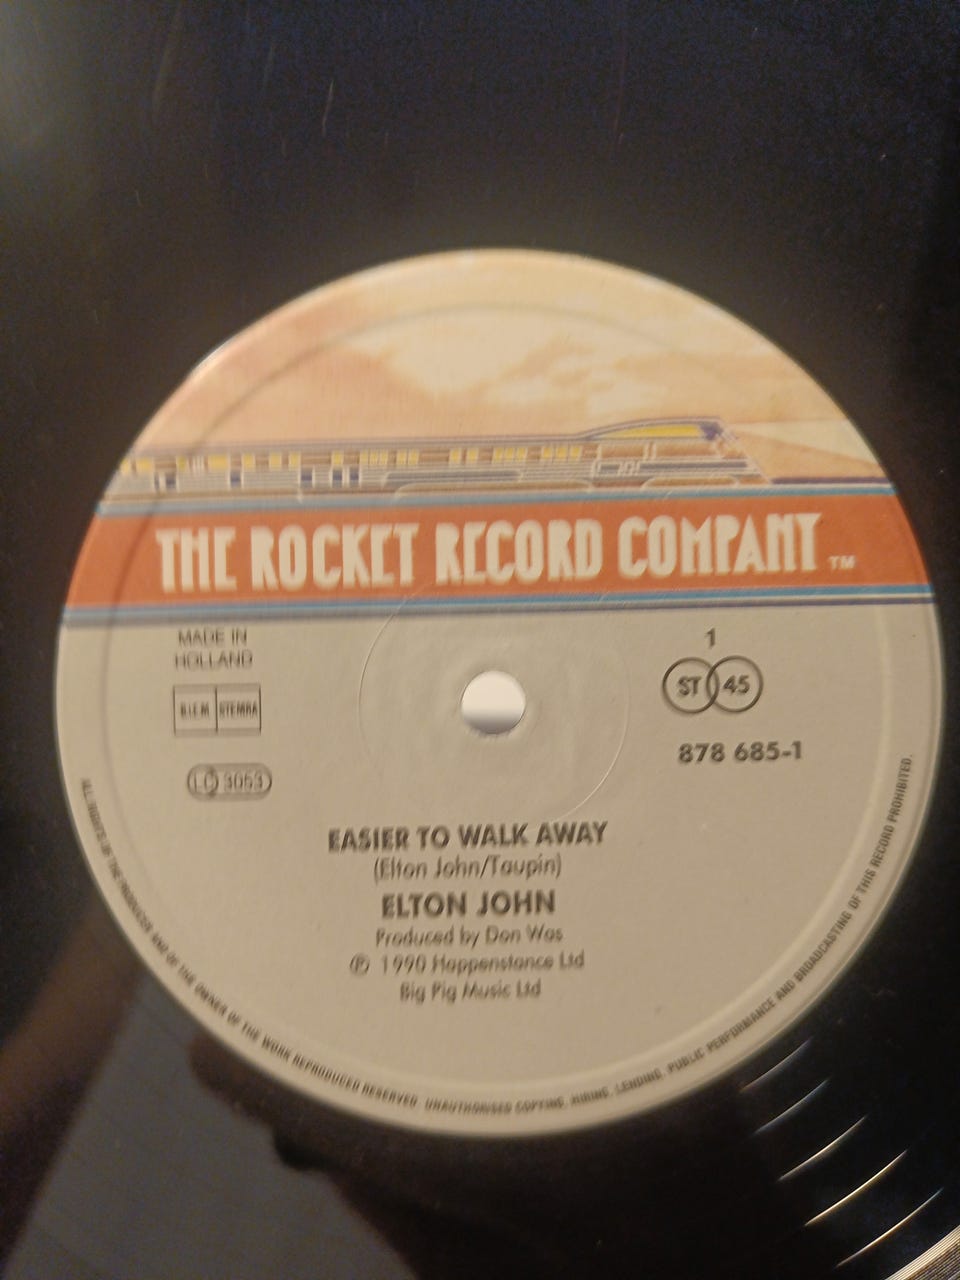 THE ROCKET RECORD COMPANY TM
MADE IN
HOLLAND
B.I.E.M. STEMRA
LC 3053
1
ST 45
878 685-1
EASIER TO WALK AWAY
(Elton John/Taupin)
ELTON JOHN
Produced by Don Was
℗ 1990 Happenstance Ltd
Big Pig Music Ltd
ALL RIGHTS OF THE PRODUCER AND OF THE OWNER OF THE WORK REPRODUCED RESERVED. UNAUTHORISED COPYING, HIRING, LENDING, PUBLIC PERFORMANCE AND BROADCASTING OF THIS RECORD PROHIBITED.